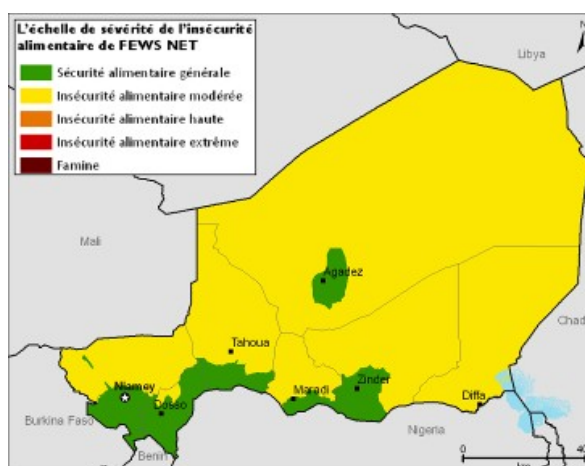 L'échelle de sévérité de l'insécurité
alimentaire de FEWS NET
Sécurité alimentaire générale
Insécurité alimentaire modérée
Insécurité alimentaire haute
Insécurité alimentaire extrême
Famine
N
Libya
Mali
Agadez
Chad
Tahoua
Niamey
Dosso
Maradi
Zinder
Diffa
Burkina Faso
Nigeria
Benin
0